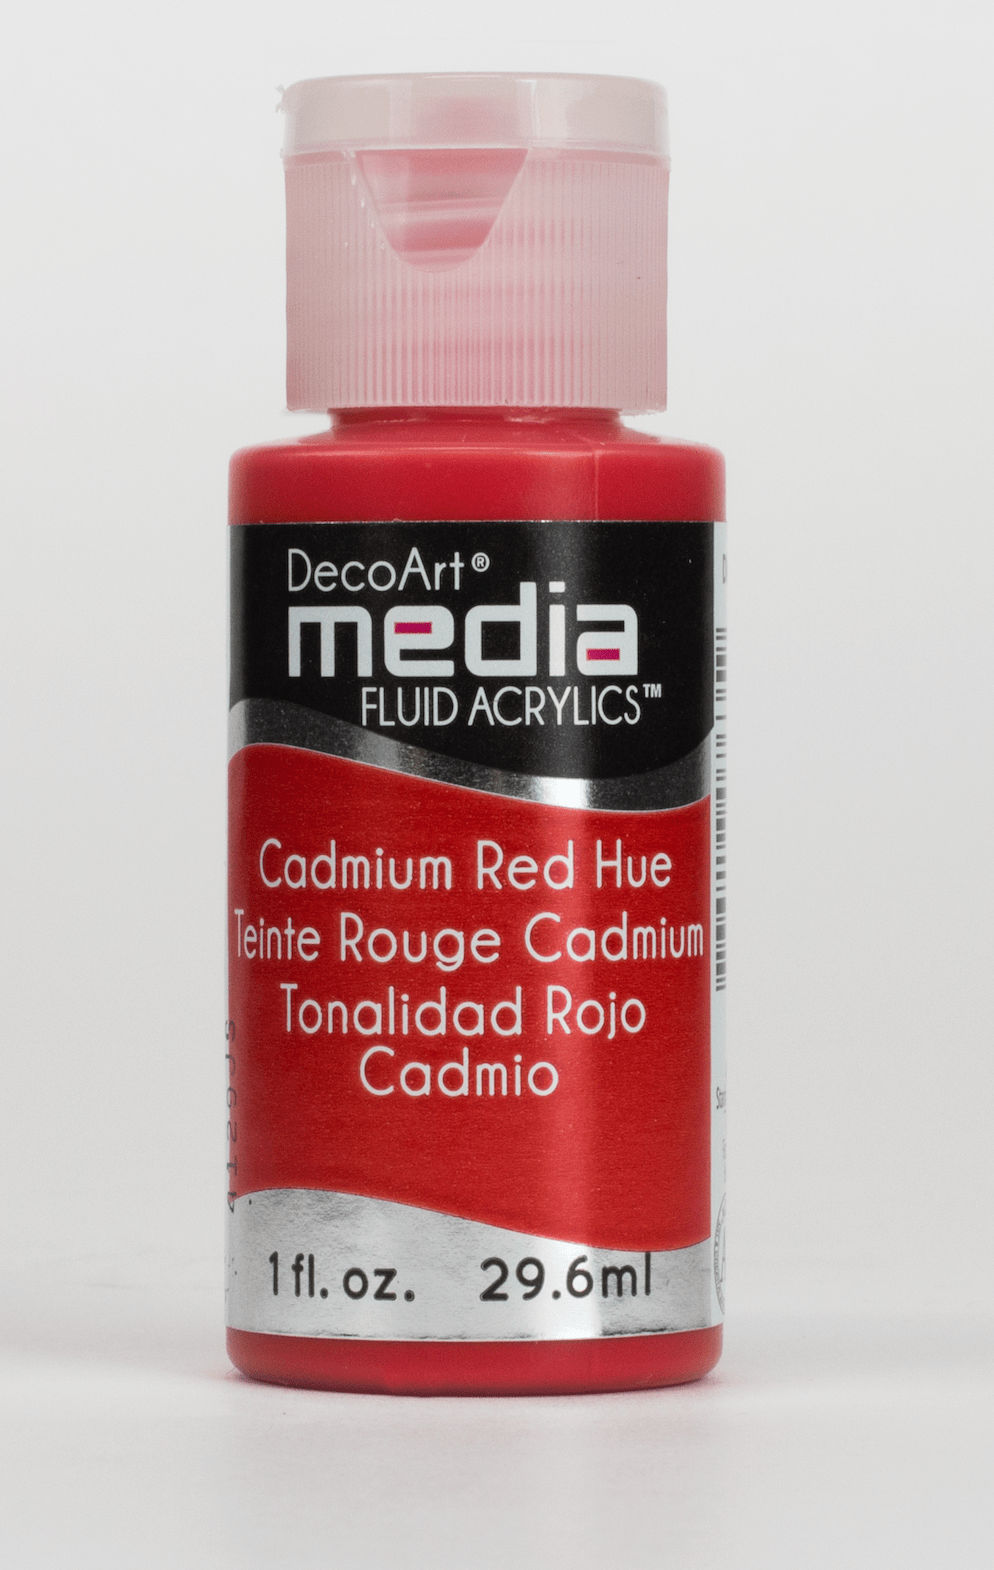 DecoArt®
media
FLUID ACRYLICS™
Cadmium Red Hue
Teinte Rouge Cadmium
Tonalidad Rojo
Cadmio
1 fl. oz. 29.6ml